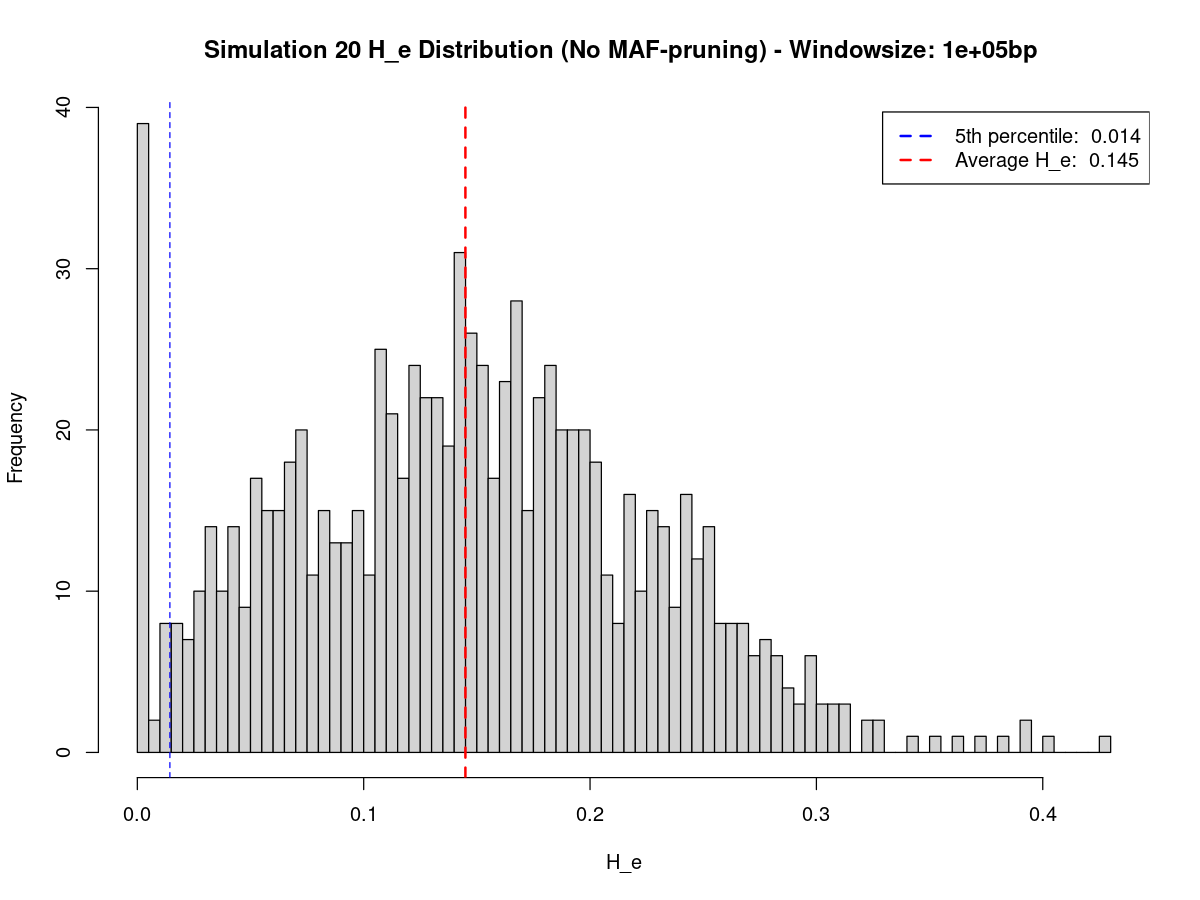 Simulation 20 H_e Distribution (No MAF-pruning) - Windowsize: 1e+05bp
5th percentile:  0.014
Average H_e:  0.145
Frequency
40
30
20
10
0
0.0
0.1
0.2
0.3
0.4
H_e